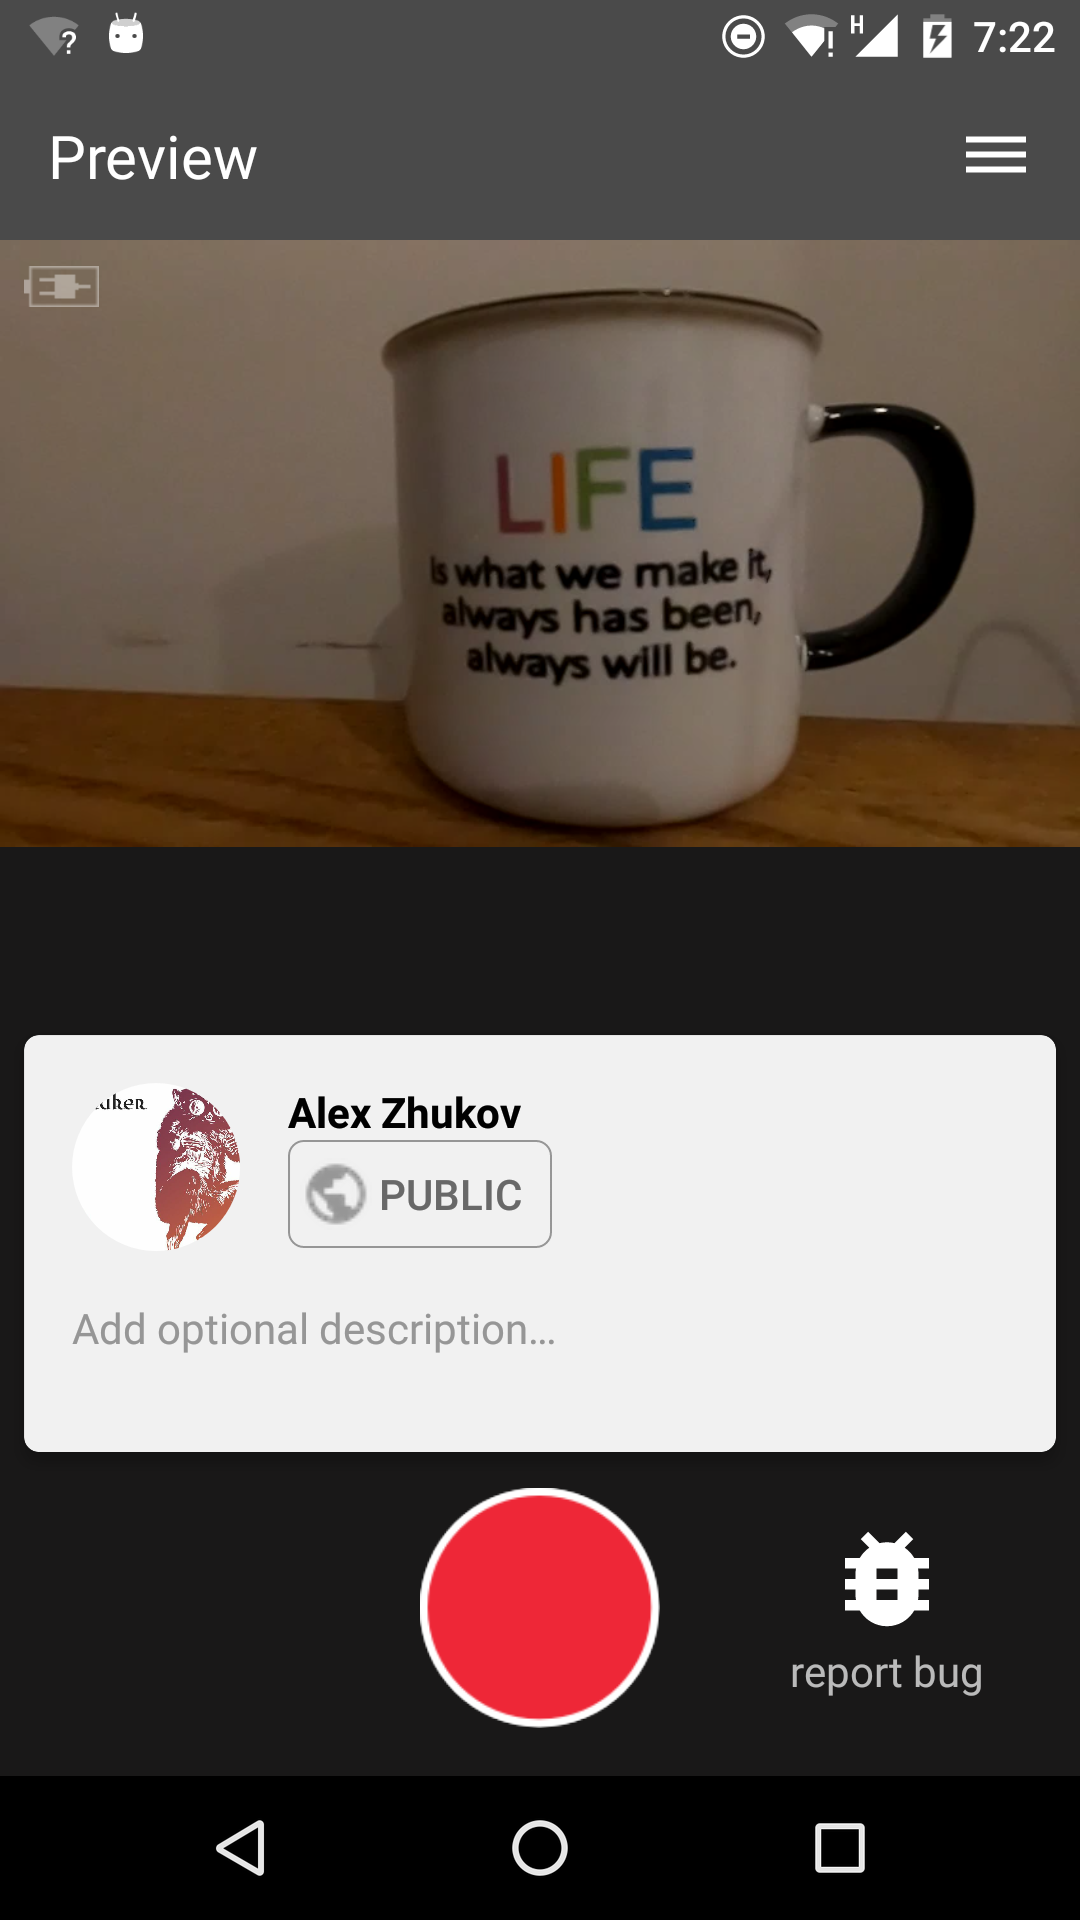 H
7:22
Preview
LIFE
is what we make it,
always has been,
always will be.
Alex Zhukov
PUBLIC
Add optional description...
report bug